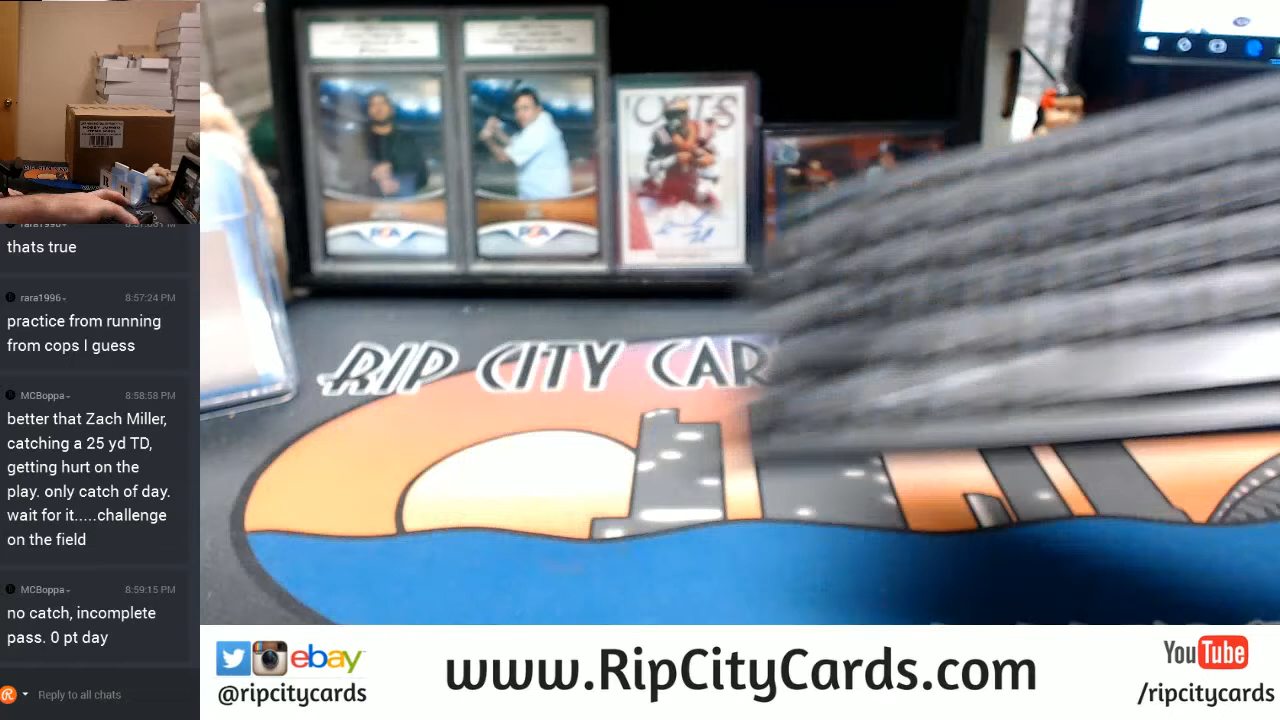 thats true
rara1996
8:57:24 PM
practice from running
from cops I guess
MCBoppa
8:58:58 PM
better that Zach Miller,
catching a 25 yd TD,
getting hurt on the
play. only catch of day.
wait for it.....challenge
on the field
MCBoppa
8:59:15 PM
no catch, incomplete
pass. 0 pt day
Reply to all chats
RIP CITY CAR
ebay
@ripcitycards
www.RipCityCards.com
YouTube
/ripcitycards